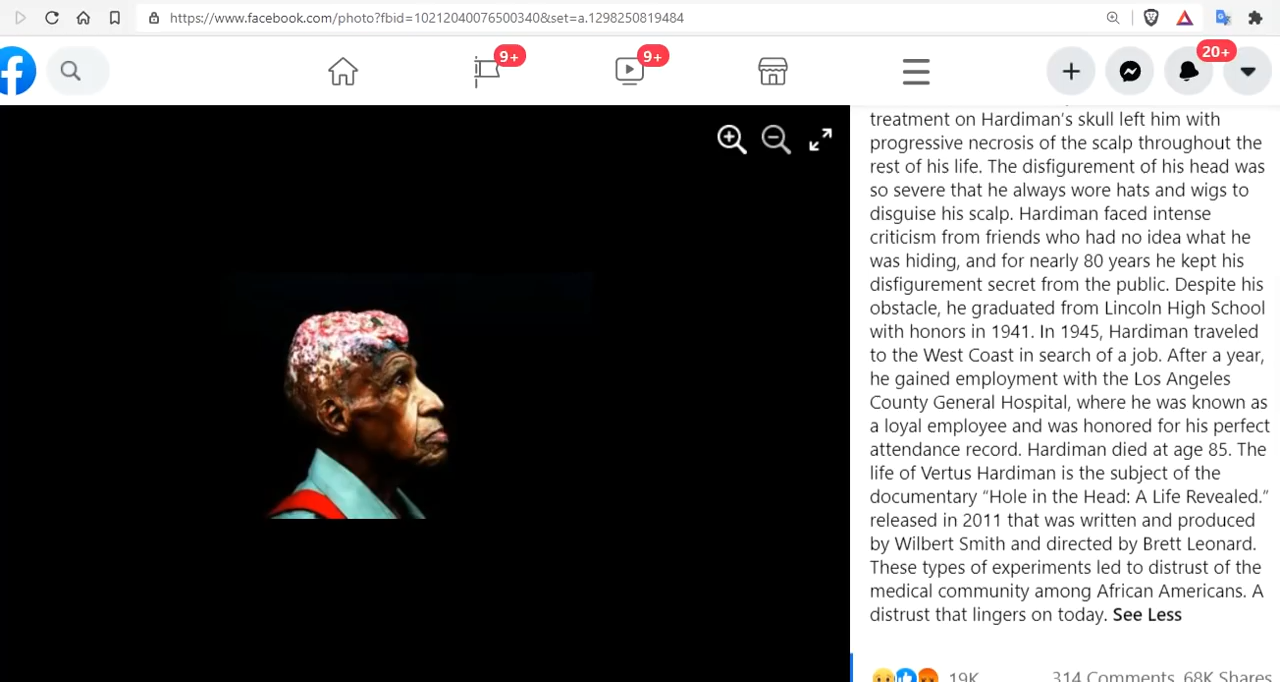 https://www.facebook.com/photo?fbid=10212040076500340&set=a.1298250819484
9+
9+
20+
treatment on Hardiman's skull left him with
progressive necrosis of the scalp throughout the
rest of his life. The disfigurement of his head was
so severe that he always wore hats and wigs to
disguise his scalp. Hardiman faced intense
criticism from friends who had no idea what he
was hiding, and for nearly 80 years he kept his
disfigurement secret from the public. Despite his
obstacle, he graduated from Lincoln High School
with honors in 1941. In 1945, Hardiman traveled
to the West Coast in search of a job. After a year,
he gained employment with the Los Angeles
County General Hospital, where he was known as
a loyal employee and was honored for his perfect
attendance record. Hardiman died at age 85. The
life of Vertus Hardiman is the subject of the
documentary “Hole in the Head: A Life Revealed.”
released in 2011 that was written and produced
by Wilbert Smith and directed by Brett Leonard.
These types of experiments led to distrust of the
medical community among African Americans. A
distrust that lingers on today. See Less
19K 314 Comments 68K Shares